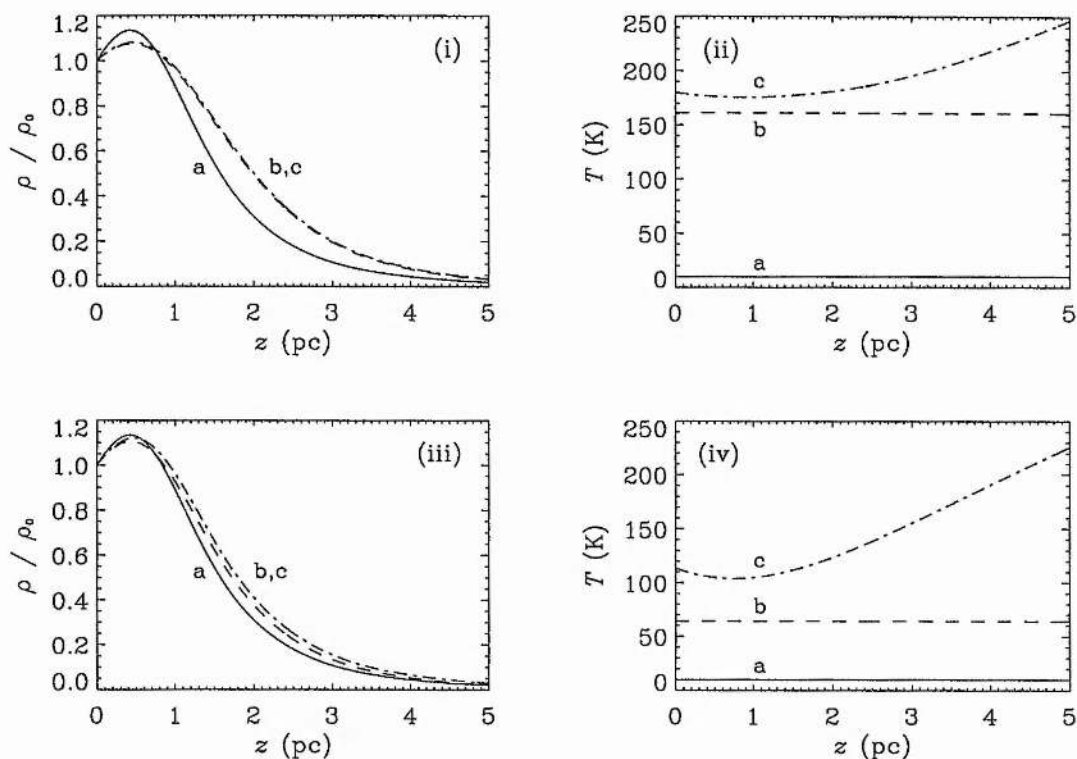 (i)
ρ / ρ₀
1.2
1.0
0.8
0.6
0.4
0.2
0.0
a
b,c
0 1 2 3 4 5
z (pc)
(ii)
T (K)
250
200
150
100
50
0
c
b
a
0 1 2 3 4 5
z (pc)
(iii)
ρ / ρ₀
1.2
1.0
0.8
0.6
0.4
0.2
0.0
a
b,c
0 1 2 3 4 5
z (pc)
(iv)
T (K)
250
200
150
100
50
0
c
b
a
0 1 2 3 4 5
z (pc)